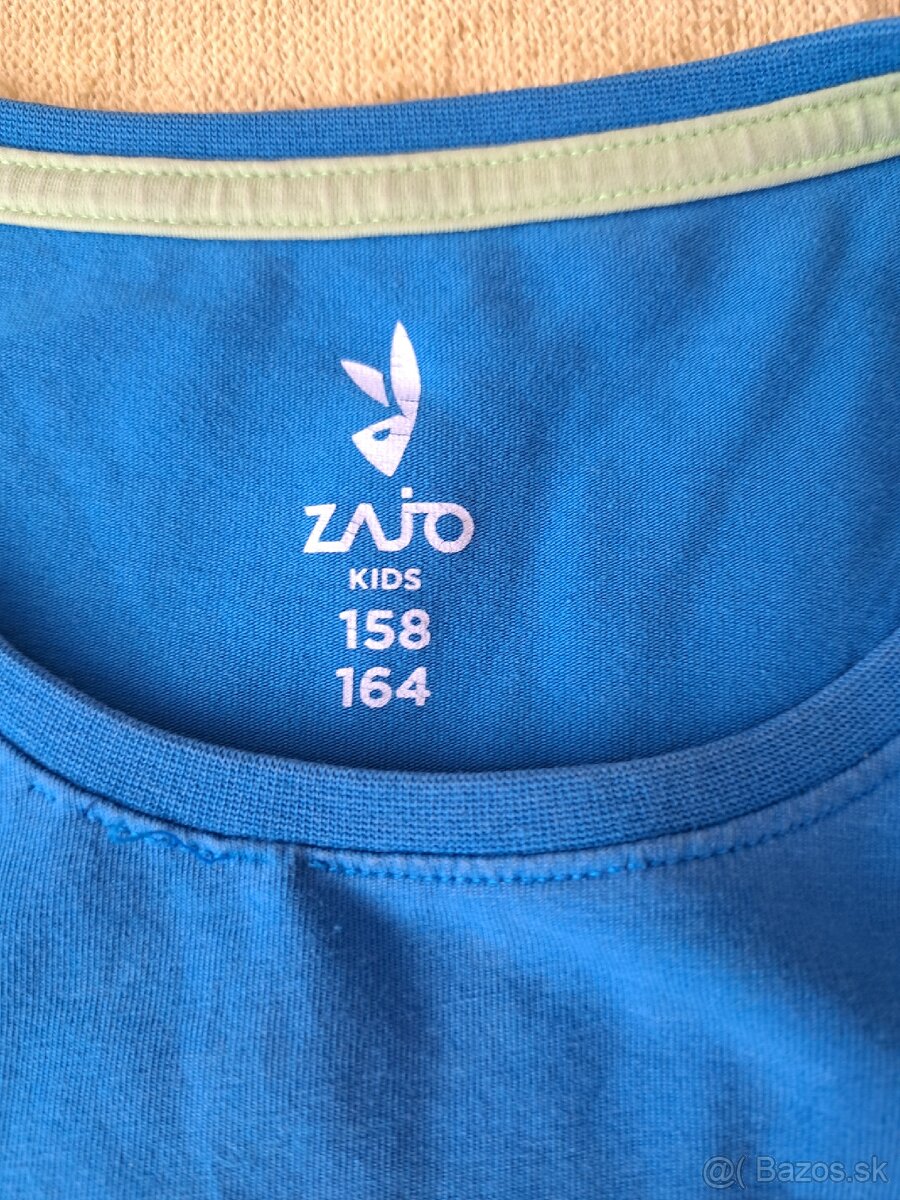 ZAJO
KIDS
158
164
@( Bazos.sk